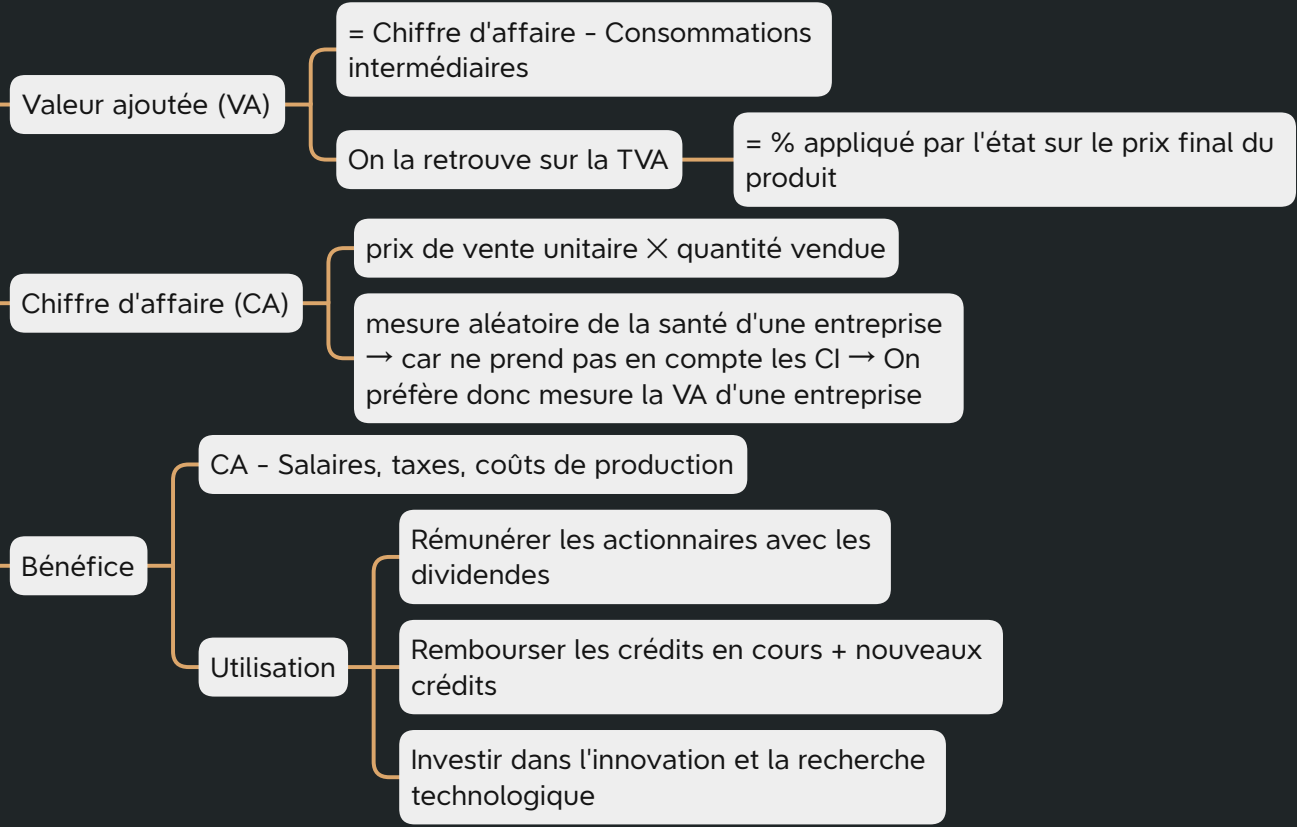 = Chiffre d'affaire - Consommations
intermédiaires
Valeur ajoutée (VA)
On la retrouve sur la TVA
= % appliqué par l'état sur le prix final du
produit
prix de vente unitaire × quantité vendue
Chiffre d'affaire (CA)
mesure aléatoire de la santé d'une entreprise
→ car ne prend pas en compte les CI → On
préfère donc mesure la VA d'une entreprise
CA - Salaires, taxes, coûts de production
Bénéfice
Rémunérer les actionnaires avec les
dividendes
Utilisation
Rembourser les crédits en cours + nouveaux
crédits
Investir dans l'innovation et la recherche
technologique